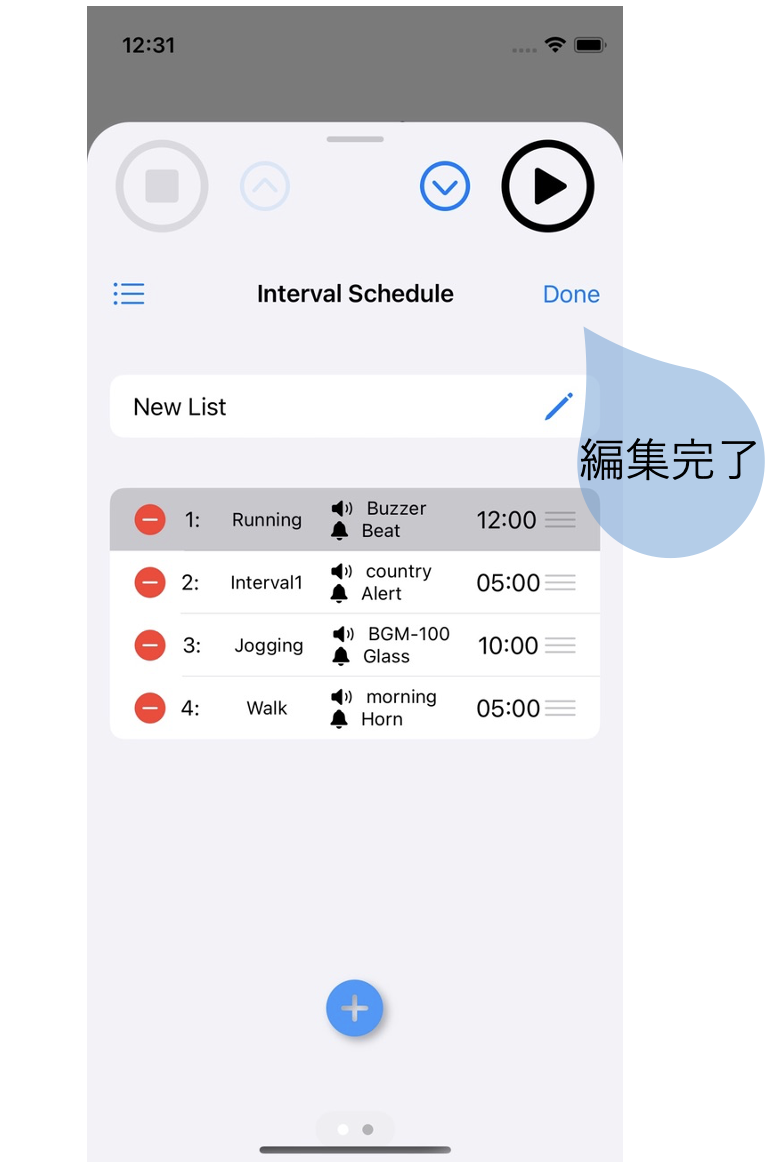 12:31
Interval Schedule
Done
New List
編集完了
1: Running Buzzer 12:00
Beat
2: Interval1 country 05:00
Alert
3: Jogging BGM-100 10:00
Glass
4: Walk morning 05:00
Horn